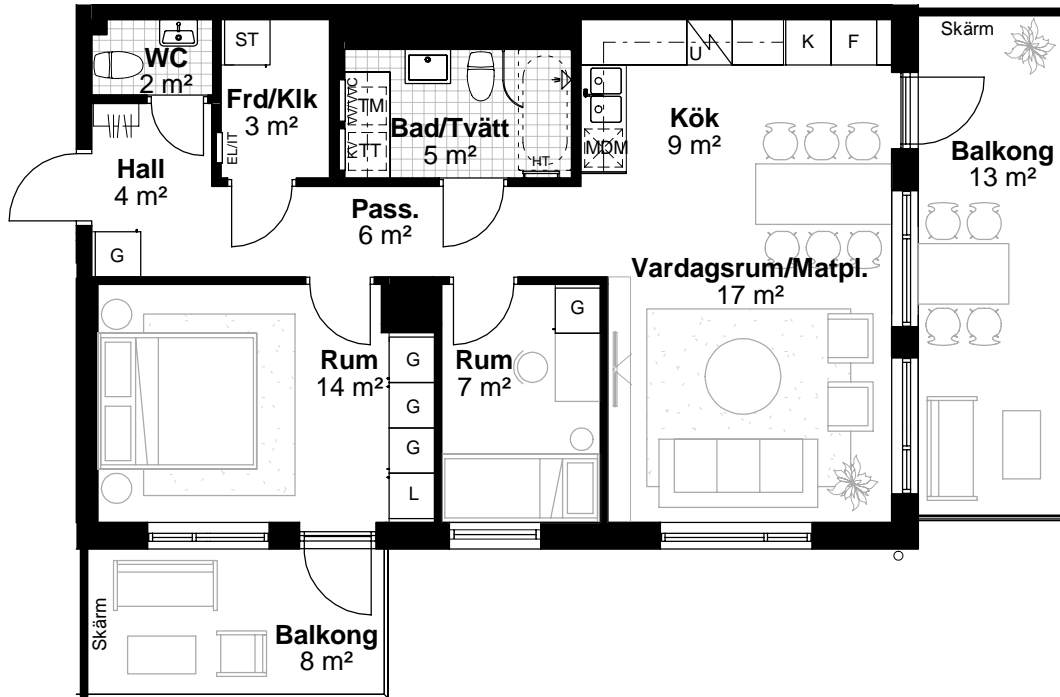 WC
2 m²
ST
Frd/Klk
3 m²
EL/IT
VV/VVC
KV
TM
TT
Bad/Tvätt
5 m²
HT
U
K
F
DM
Kök
9 m²
Skärm
Balkong
13 m²
Hall
4 m²
G
Pass.
6 m²
Vardagsrum/Matpl.
17 m²
Rum
14 m²
G
G
G
L
Rum
7 m²
G
Skärm
Balkong
8 m²